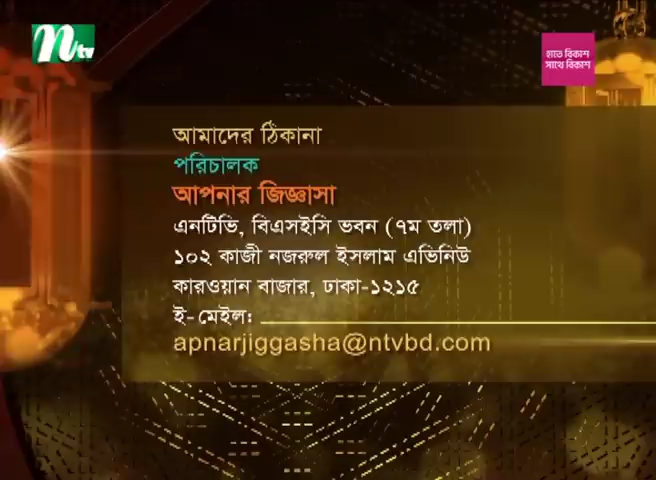 ntv
হাতে বিকাশ
সাথে বিকাশ
আমাদের ঠিকানা
পরিচালক
আপনার জিজ্ঞাসা
এনটিভি, বিএসইসি ভবন (৭ম তলা)
১০২ কাজী নজরুল ইসলাম এভিনিউ
কারওয়ান বাজার, ঢাকা-১২১৫
ই-মেইল:
apnarjiggasha@ntvbd.com